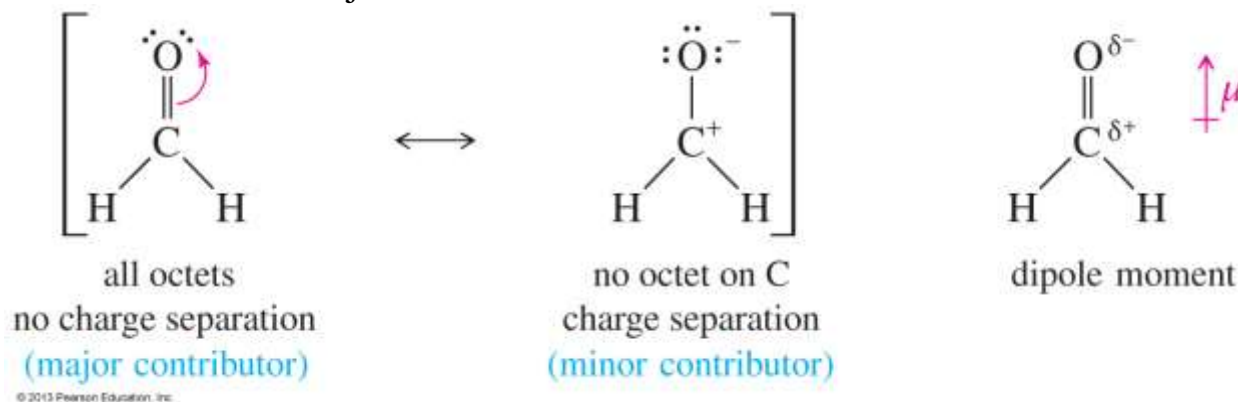 O O − O δ−
μ
C C+ C δ+
H H H H H H
all octets no octet on C dipole moment
no charge separation charge separation
(major contributor) (minor contributor)
© 2013 Pearson Education, Inc.